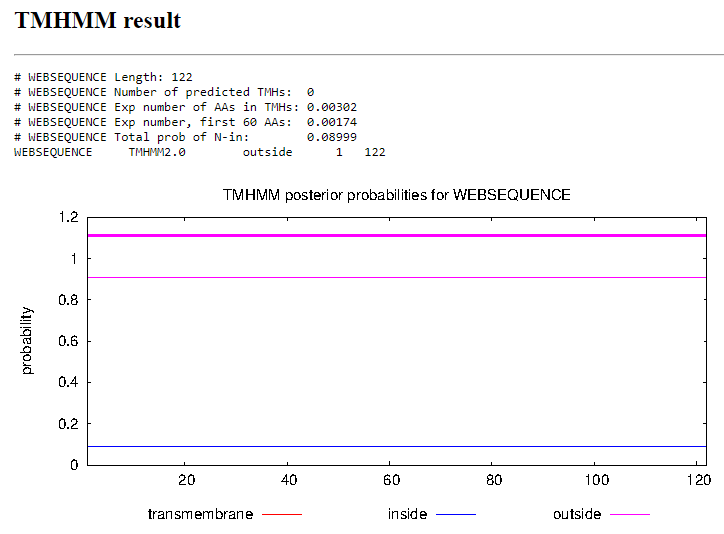 TMHMM result
# WEBSEQUENCE Length: 122
# WEBSEQUENCE Number of predicted TMHs:  0
# WEBSEQUENCE Exp number of AAs in TMHs: 0.00302
# WEBSEQUENCE Exp number, first 60 AAs:  0.00174
# WEBSEQUENCE Total prob of N-in:        0.08999
WEBSEQUENCE     TMHMM2.0        outside      1   122
TMHMM posterior probabilities for WEBSEQUENCE
1.2
1
0.8
0.6
0.4
0.2
0
probability
20 40 60 80 100 120
transmembrane inside outside